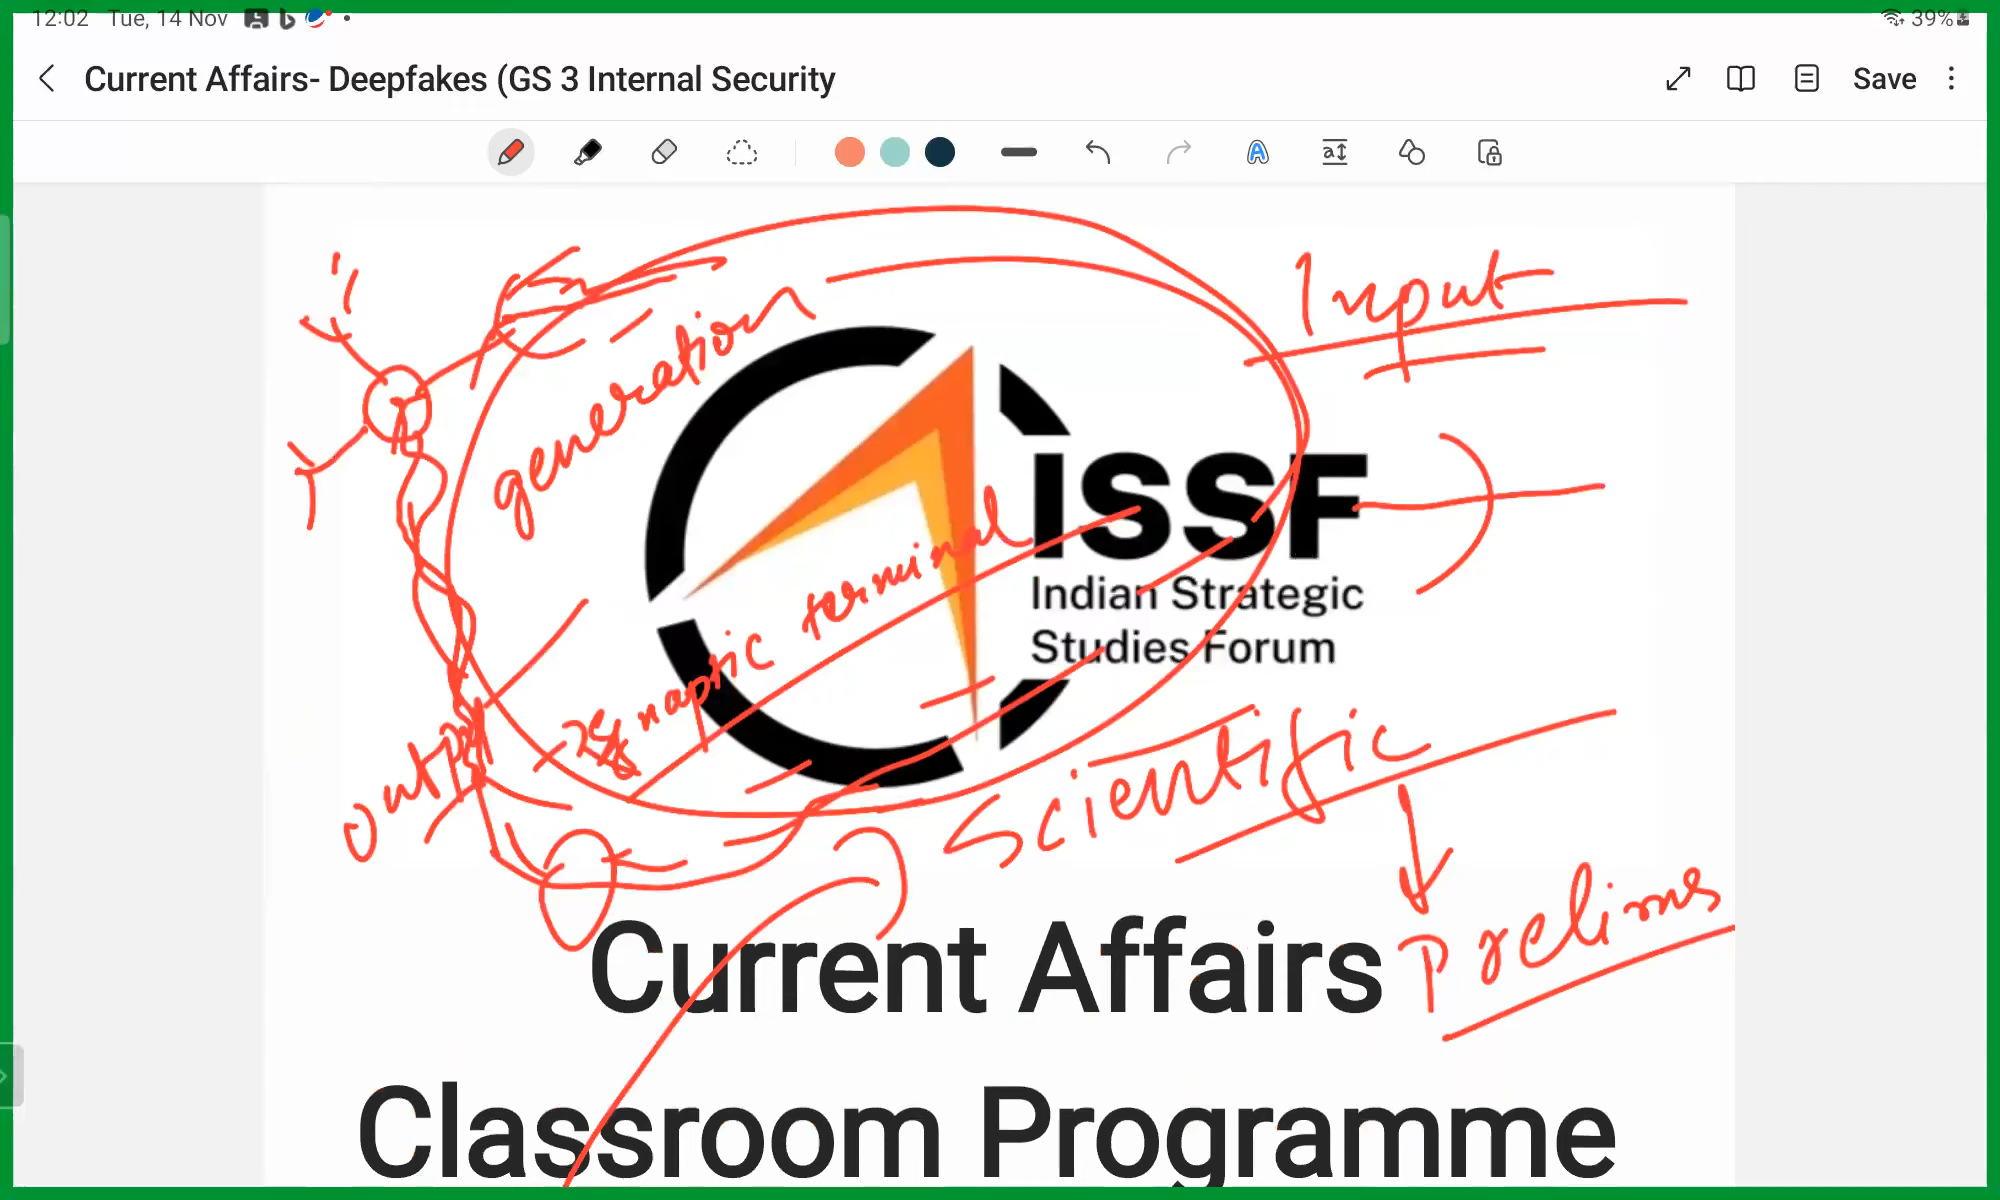 12:02 Tue, 14 Nov
39%
Current Affairs- Deepfakes (GS 3 Internal Security
Save
Input
generation
ISSF
Indian Strategic
Studies Forum
synaptic terminal
output
Scientific
Prelims
Current Affairs
Classroom Programme